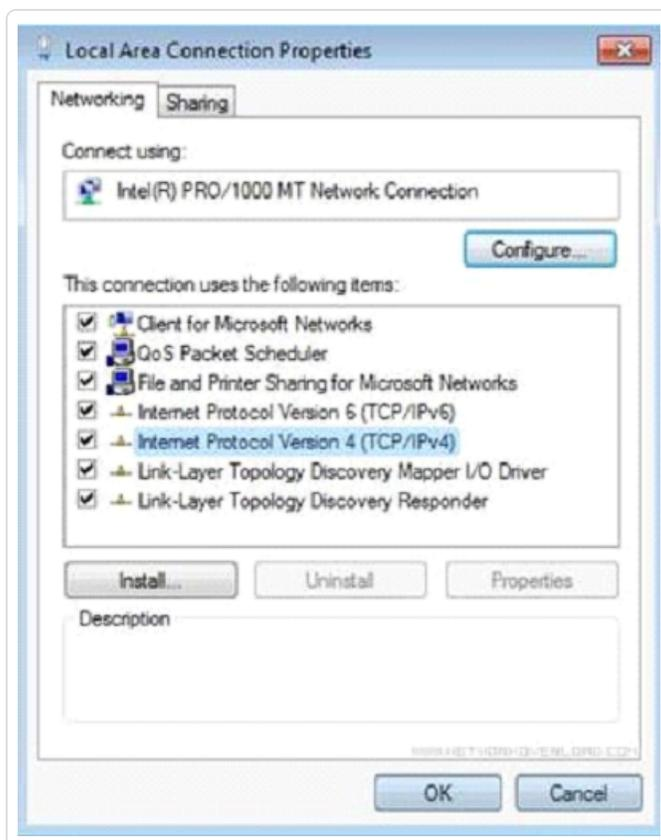 Local Area Connection Properties
Networking
Sharing
Connect using:
Intel(R) PRO/1000 MT Network Connection
Configure...
This connection uses the following items:
Client for Microsoft Networks
QoS Packet Scheduler
File and Printer Sharing for Microsoft Networks
Internet Protocol Version 6 (TCP/IPv6)
Internet Protocol Version 4 (TCP/IPv4)
Link-Layer Topology Discovery Mapper I/O Driver
Link-Layer Topology Discovery Responder
Install...
Uninstall
Properties
Description
OK
Cancel